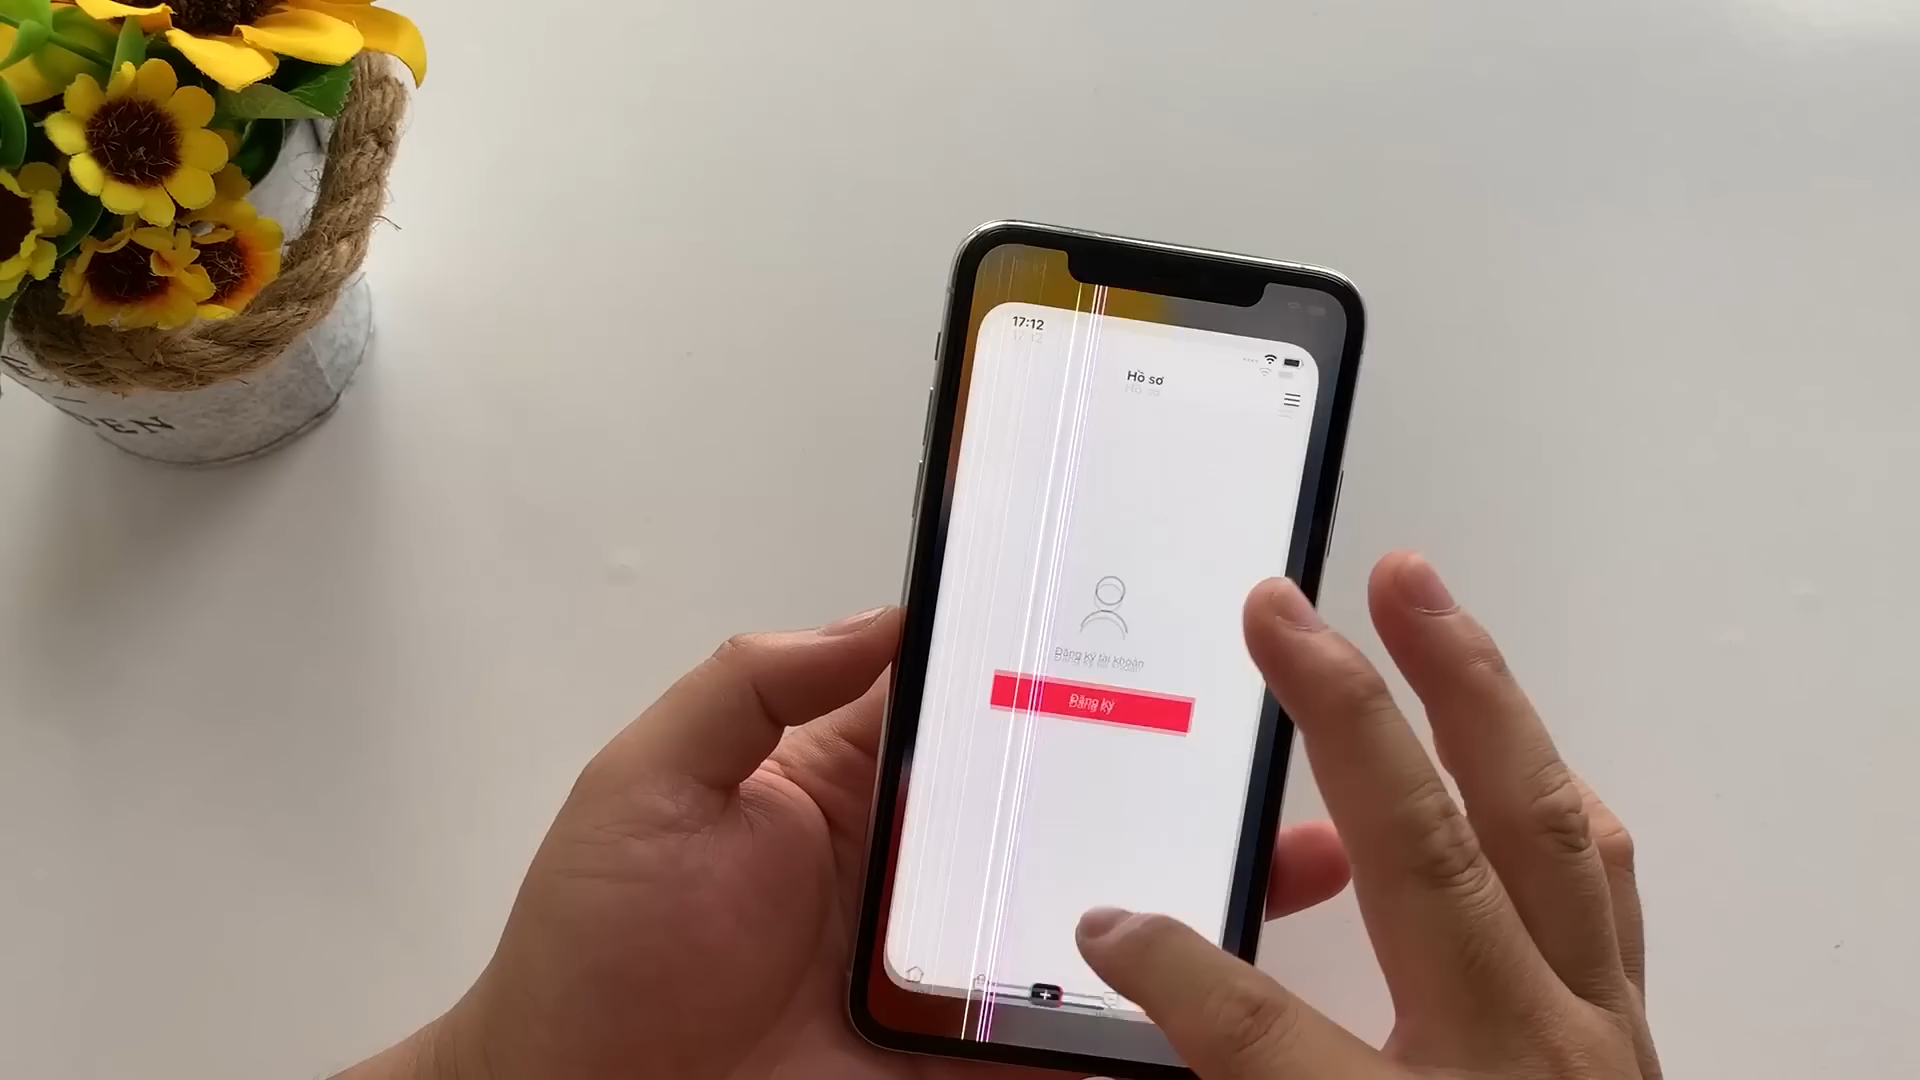 17:12
Hồ sơ
Đăng ký tài khoản
Đăng ký